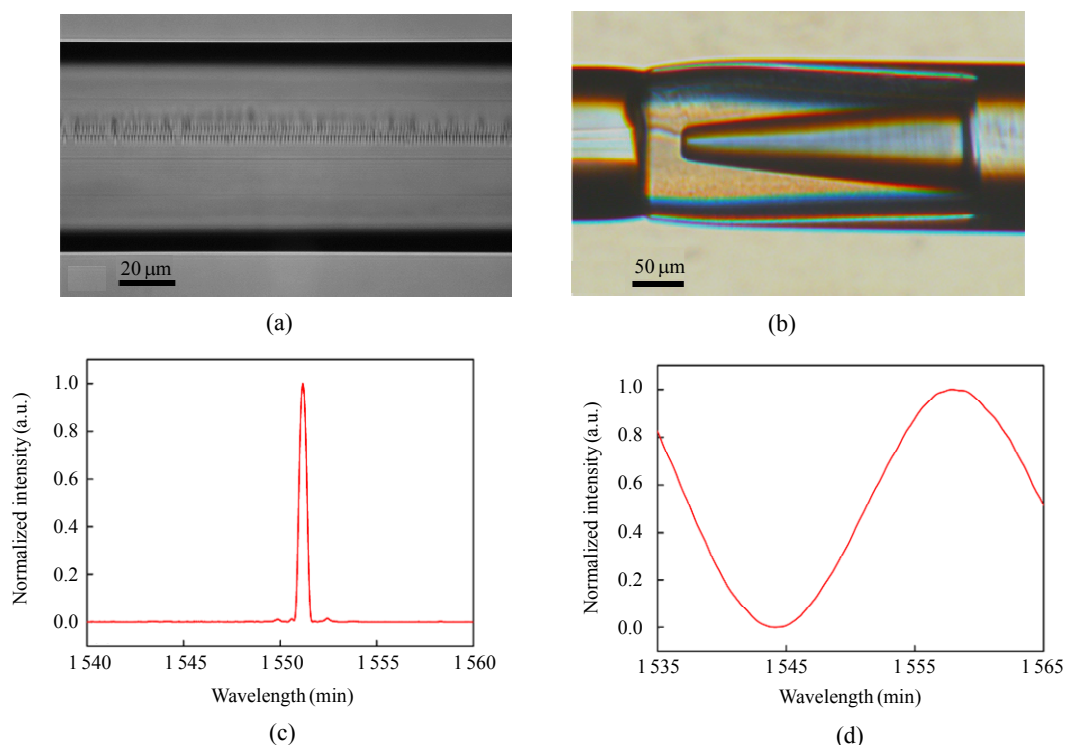 20 μm
50 μm
(a)
(b)
Normalized intensity (a.u.)
1.0
0.8
0.6
0.4
0.2
0.0
1 540
1 545
1 550
1 555
1 560
Wavelength (min)
(c)
Normalized intensity (a.u.)
1.0
0.8
0.6
0.4
0.2
0.0
1 535
1 545
1 555
1 565
Wavelength (min)
(d)